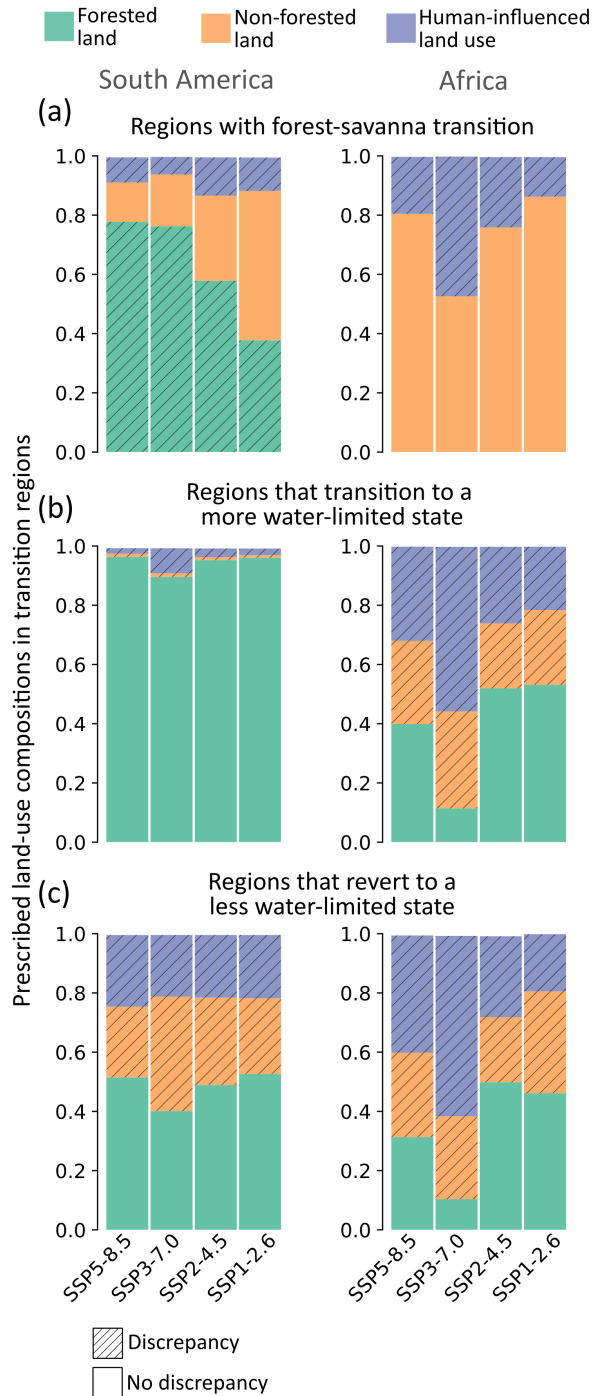 Forested
land
Non-forested
land
Human-influenced
land use
South America
Africa
(a)
Regions with forest-savanna transition
1.0
0.8
0.6
0.4
0.2
0.0
1.0
0.8
0.6
0.4
0.2
0.0
Prescribed land-use compositions in transition regions
(b)
Regions that transition to a
more water-limited state
1.0
0.8
0.6
0.4
0.2
0.0
1.0
0.8
0.6
0.4
0.2
0.0
(c)
Regions that revert to a
less water-limited state
1.0
0.8
0.6
0.4
0.2
0.0
1.0
0.8
0.6
0.4
0.2
0.0
SSP5-8.5
SSP3-7.0
SSP2-4.5
SSP1-2.6
SSP5-8.5
SSP3-7.0
SSP2-4.5
SSP1-2.6
Discrepancy
No discrepancy